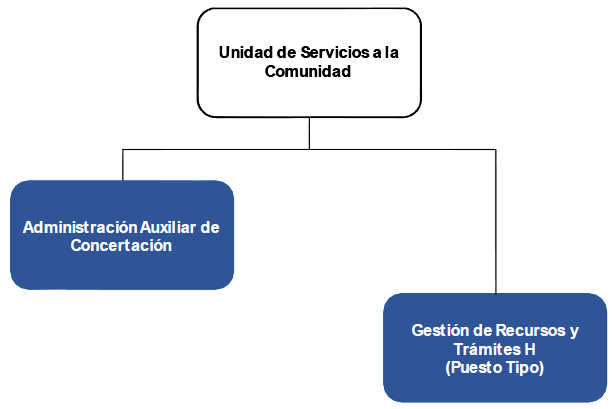 Unidad de Servicios a la
Comunidad
Administración Auxiliar de
Concertación
Gestión de Recursos y
Trámites H
(Puesto Tipo)